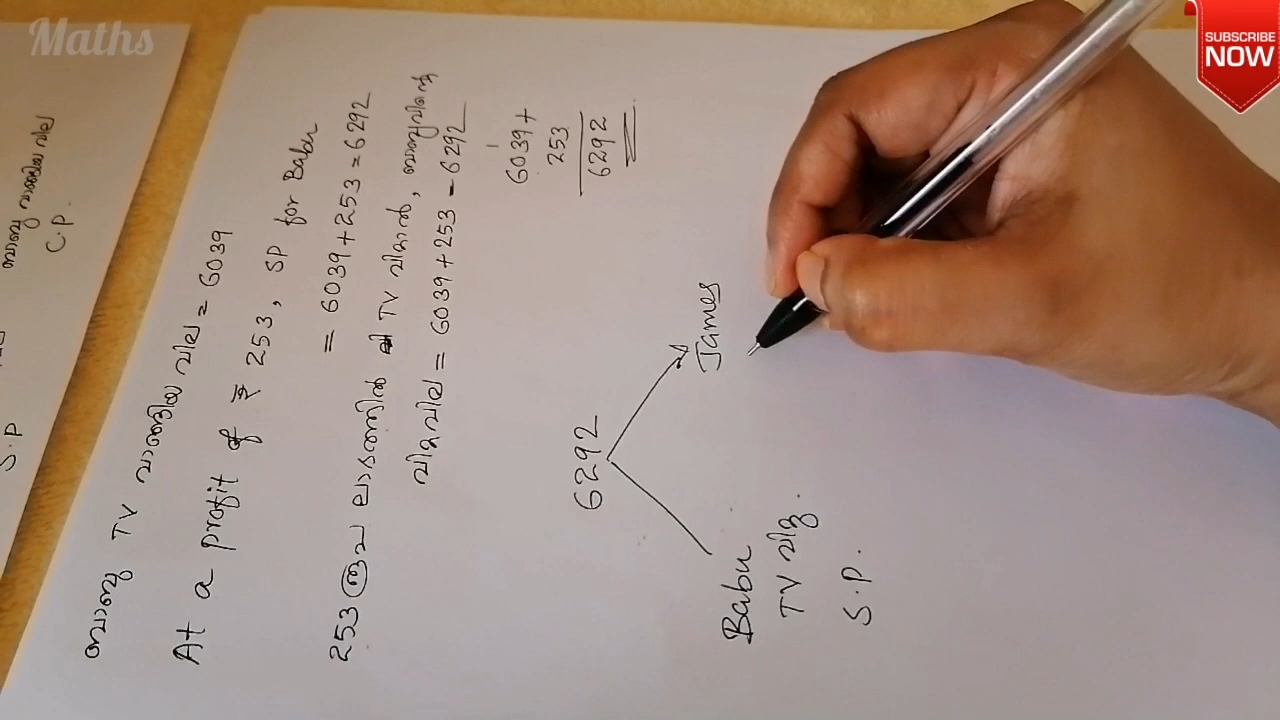 Maths
SUBSCRIBE
NOW
ബാബു വാങ്ങിയ വില
C.P.
S.P
ബാബു TV വാങ്ങിയ വില = 6039
At a profit of ₹ 253, SP for Babu
= 6039+253=6292
253 രൂപ ലാഭത്തിൽ TV വിറ്റാൽ, ബാബുവിന്റെ
വിറ്റവില = 6039+253 = 6292
1
6039+
253
6292
6292
Babu
TV വിറ്റു.
S.P.
James